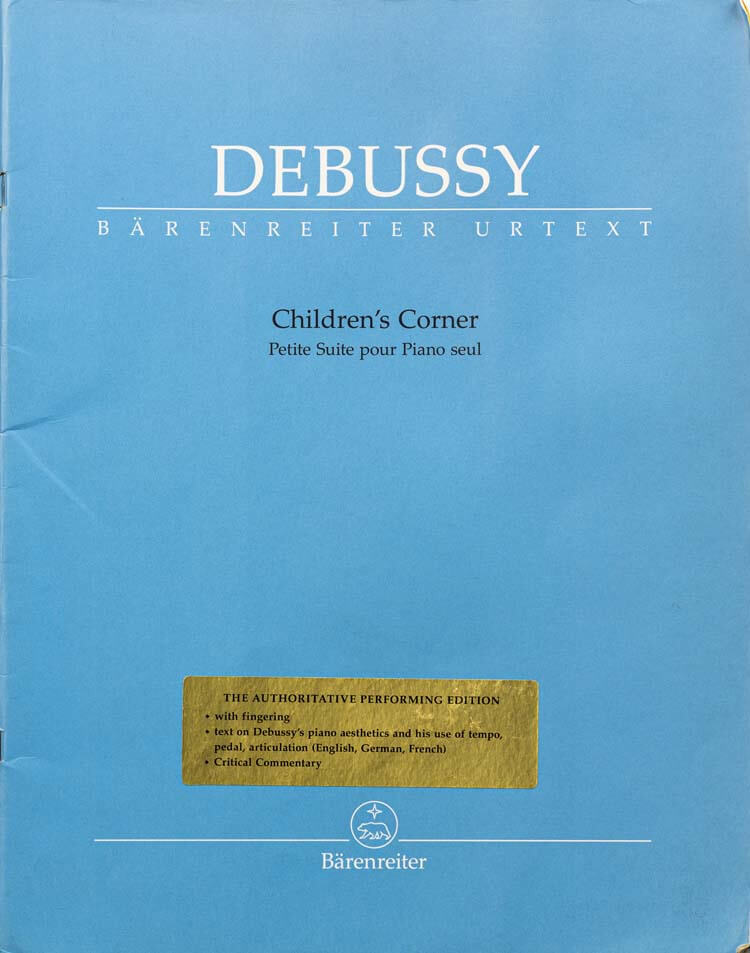 DEBUSSY
BÄRENREITER URTEXT
Children's Corner
Petite Suite pour Piano seul
THE AUTHORITATIVE PERFORMING EDITION
• with fingering
• text on Debussy's piano aesthetics and his use of tempo,
pedal, articulation (English, German, French)
• Critical Commentary
Bärenreiter